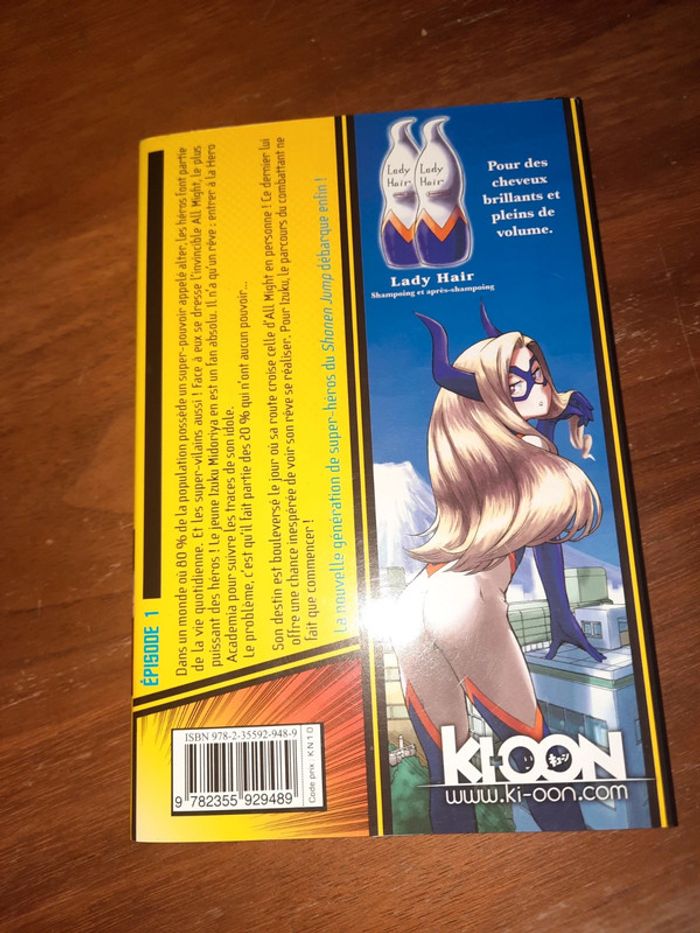 ÉPISODE 1
Dans un monde où 80 % de la population possède un super-pouvoir appelé alter, les héros font partie
de la vie quotidienne. Et les super-vilains aussi ! Face à eux se dresse l'invincible All Might, le plus
puissant des héros ! Le jeune Izuku Midoriya en est un fan absolu. Il n'a qu'un rêve : entrer à la Hero
Academia pour suivre les traces de son idole.
Le problème, c'est qu'il fait partie des 20 % qui n'ont aucun pouvoir...
Son destin est bouleversé le jour où sa route croise celle d'All Might en personne ! Ce dernier lui
offre une chance inespérée de voir son rêve se réaliser. Pour Izuku, le parcours du combattant ne
fait que commencer !
La nouvelle génération de super-héros du Shonen Jump débarque enfin !
ISBN 978-2-35592-948-9
9 782355 929489
Code prix : KN10
Lady
Hair
Lady
Hair
Lady Hair
Shampoing et après-shampoing
Pour des
cheveux
brillants et
pleins de
volume.
KI-OON
キューン
www.ki-oon.com